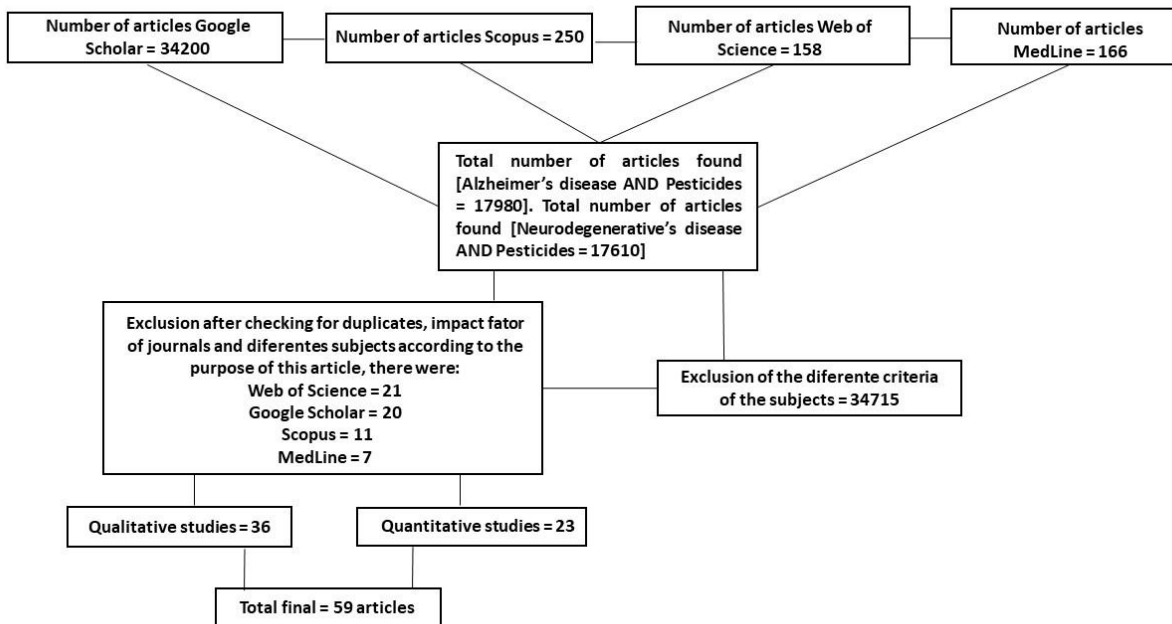 Number of articles Google
Scholar = 34200
Number of articles Scopus = 250
Number of articles Web of
Science = 158
Number of articles
MedLine = 166
Total number of articles found
[Alzheimer's disease AND Pesticides
= 17980]. Total number of articles
found [Neurodegenerative's disease
AND Pesticides = 17610]
Exclusion after checking for duplicates, impact fator
of journals and diferentes subjects according to the
purpose of this article, there were:
Web of Science = 21
Google Scholar = 20
Scopus = 11
MedLine = 7
Exclusion of the diferente criteria
of the subjects = 34715
Qualitative studies = 36
Quantitative studies = 23
Total final = 59 articles